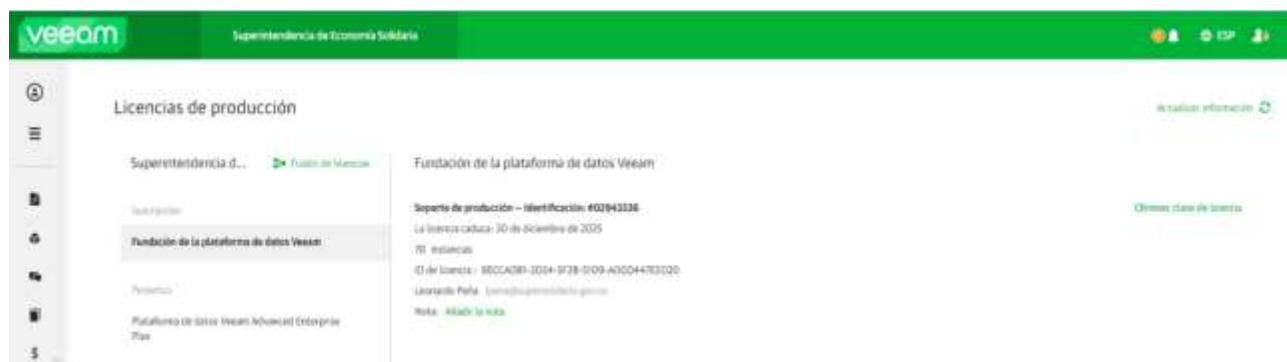 veeam
Superintendencia de Economía Solidaria
ESP
Licencias de producción
Actualizar información
Superintendencia d...
Fusión de licencias
Fundación de la plataforma de datos Veeam
Suscripción
Soporte de producción – Identificación: #02943336
Obtener clave de licencia
Fundación de la plataforma de datos Veeam
La licencia caduca: 30 de diciembre de 2025
70 instancias
ID de licencia :
Leonardo Peña
Perpetua
Nota: Añadir la nota
Plataforma de datos Veeam Advanced Enterprise
Plus
$